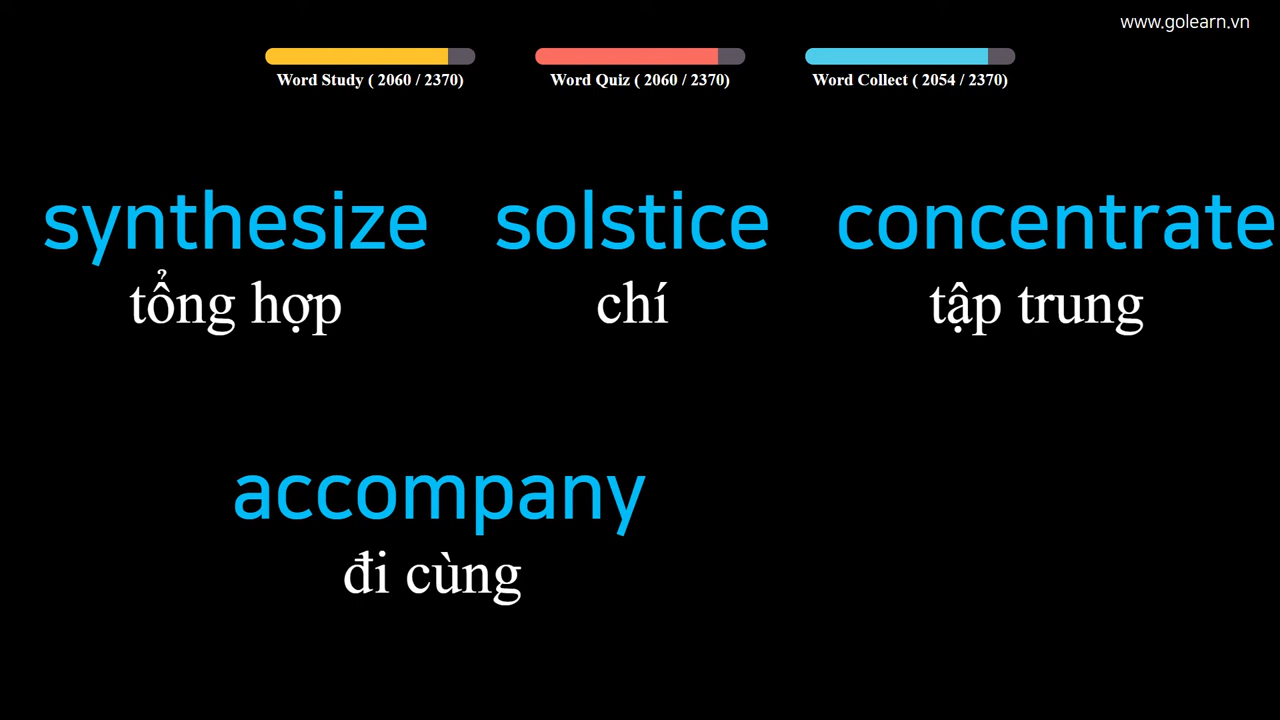 www.golearn.vn
Word Study ( 2060 / 2370) Word Quiz ( 2060 / 2370) Word Collect ( 2054 / 2370)
synthesize solstice concentrate
tổng hợp chí tập trung
accompany
đi cùng